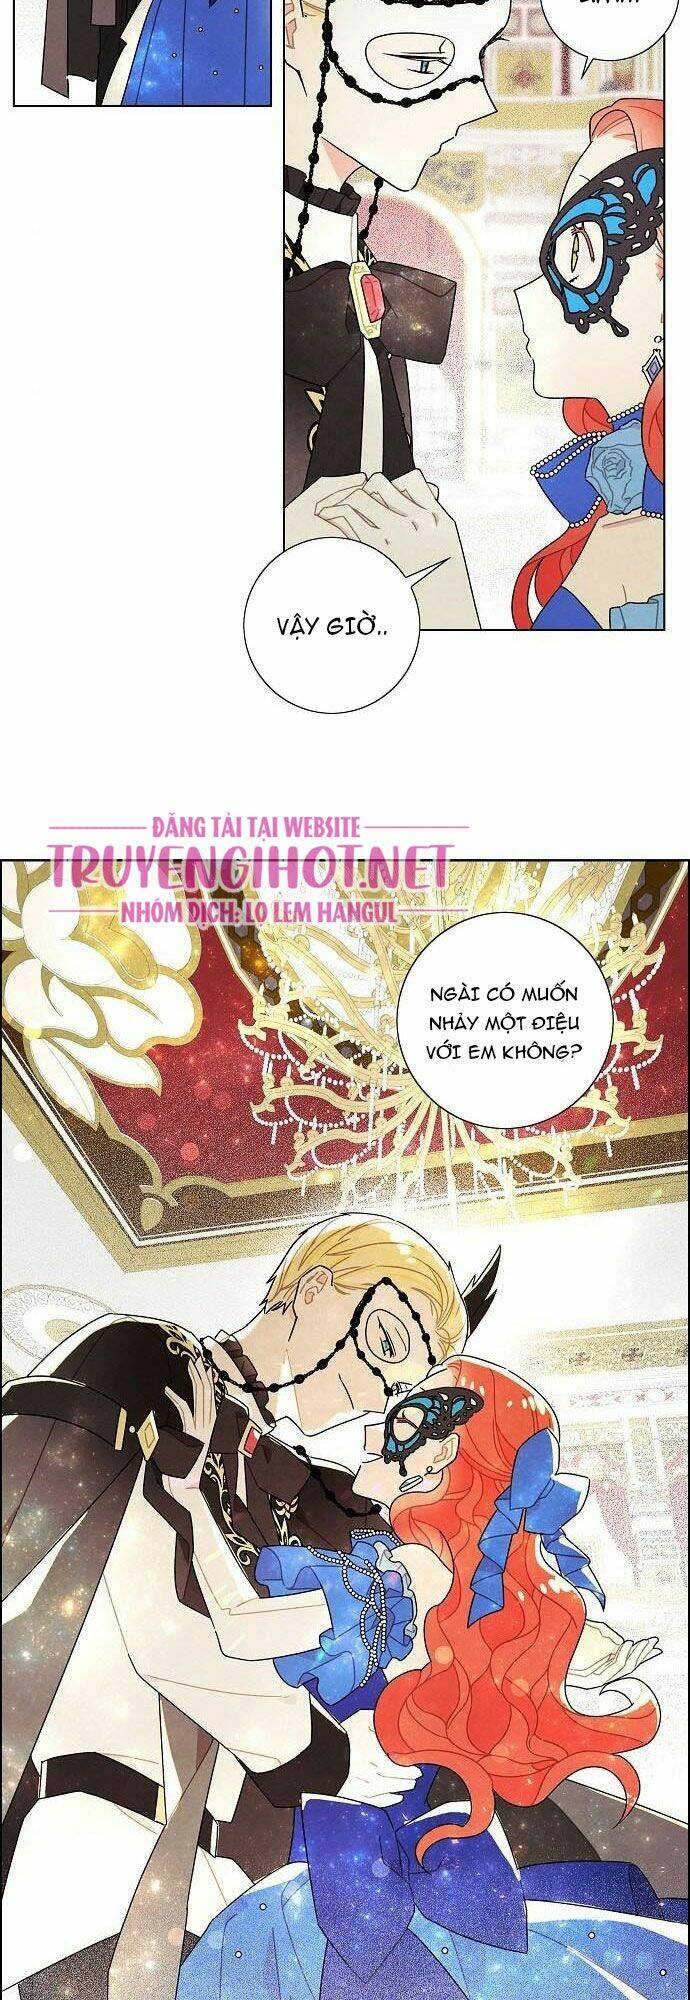 VẬY GIỜ..
ĐĂNG TẢI TẠI WEBSITE
TRUYENGIHOT.NET
NHÓM DỊCH: LỌ LEM HANGUL
NGÀI CÓ MUỐN
NHẢY MỘT ĐIỆU
VỚI EM KHÔNG?